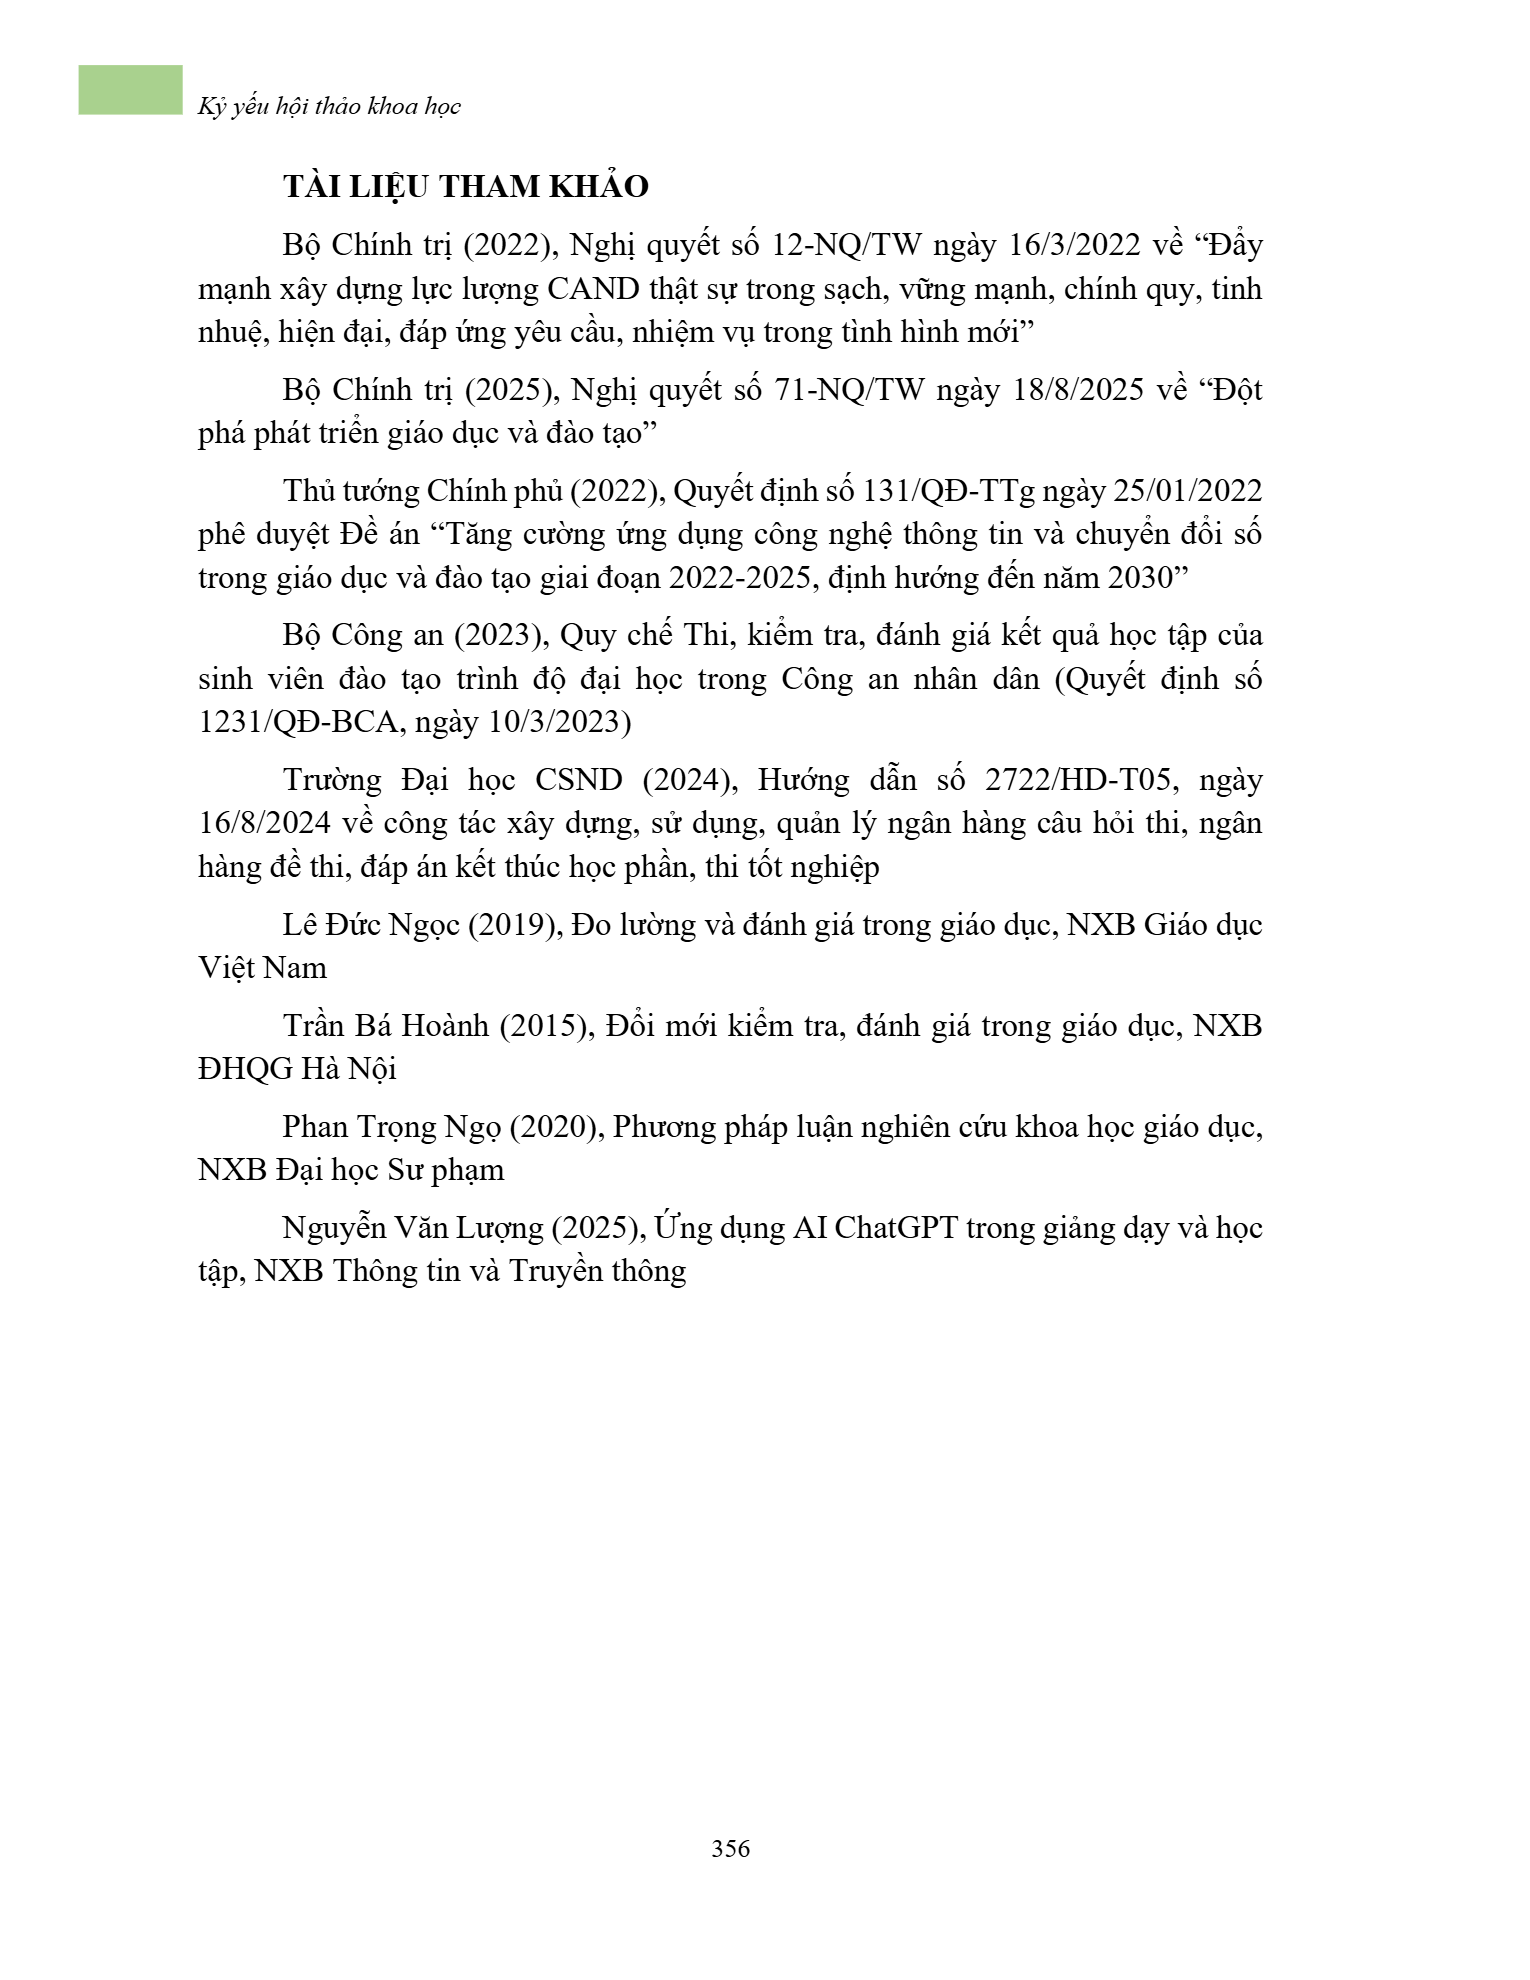 Kỷ yếu hội thảo khoa học
TÀI LIỆU THAM KHẢO
Bộ Chính trị (2022), Nghị quyết số 12-NQ/TW ngày 16/3/2022 về “Đẩy
mạnh xây dựng lực lượng CAND thật sự trong sạch, vững mạnh, chính quy, tinh
nhuệ, hiện đại, đáp ứng yêu cầu, nhiệm vụ trong tình hình mới”
Bộ Chính trị (2025), Nghị quyết số 71-NQ/TW ngày 18/8/2025 về “Đột
phá phát triển giáo dục và đào tạo”
Thủ tướng Chính phủ (2022), Quyết định số 131/QĐ-TTg ngày 25/01/2022
phê duyệt Đề án “Tăng cường ứng dụng công nghệ thông tin và chuyển đổi số
trong giáo dục và đào tạo giai đoạn 2022-2025, định hướng đến năm 2030”
Bộ Công an (2023), Quy chế Thi, kiểm tra, đánh giá kết quả học tập của
sinh viên đào tạo trình độ đại học trong Công an nhân dân (Quyết định số
1231/QĐ-BCA, ngày 10/3/2023)
Trường Đại học CSND (2024), Hướng dẫn số 2722/HD-T05, ngày
16/8/2024 về công tác xây dựng, sử dụng, quản lý ngân hàng câu hỏi thi, ngân
hàng đề thi, đáp án kết thúc học phần, thi tốt nghiệp
Lê Đức Ngọc (2019), Đo lường và đánh giá trong giáo dục, NXB Giáo dục
Việt Nam
Trần Bá Hoành (2015), Đổi mới kiểm tra, đánh giá trong giáo dục, NXB
ĐHQG Hà Nội
Phan Trọng Ngọ (2020), Phương pháp luận nghiên cứu khoa học giáo dục,
NXB Đại học Sư phạm
Nguyễn Văn Lượng (2025), Ứng dụng AI ChatGPT trong giảng dạy và học
tập, NXB Thông tin và Truyền thông
356